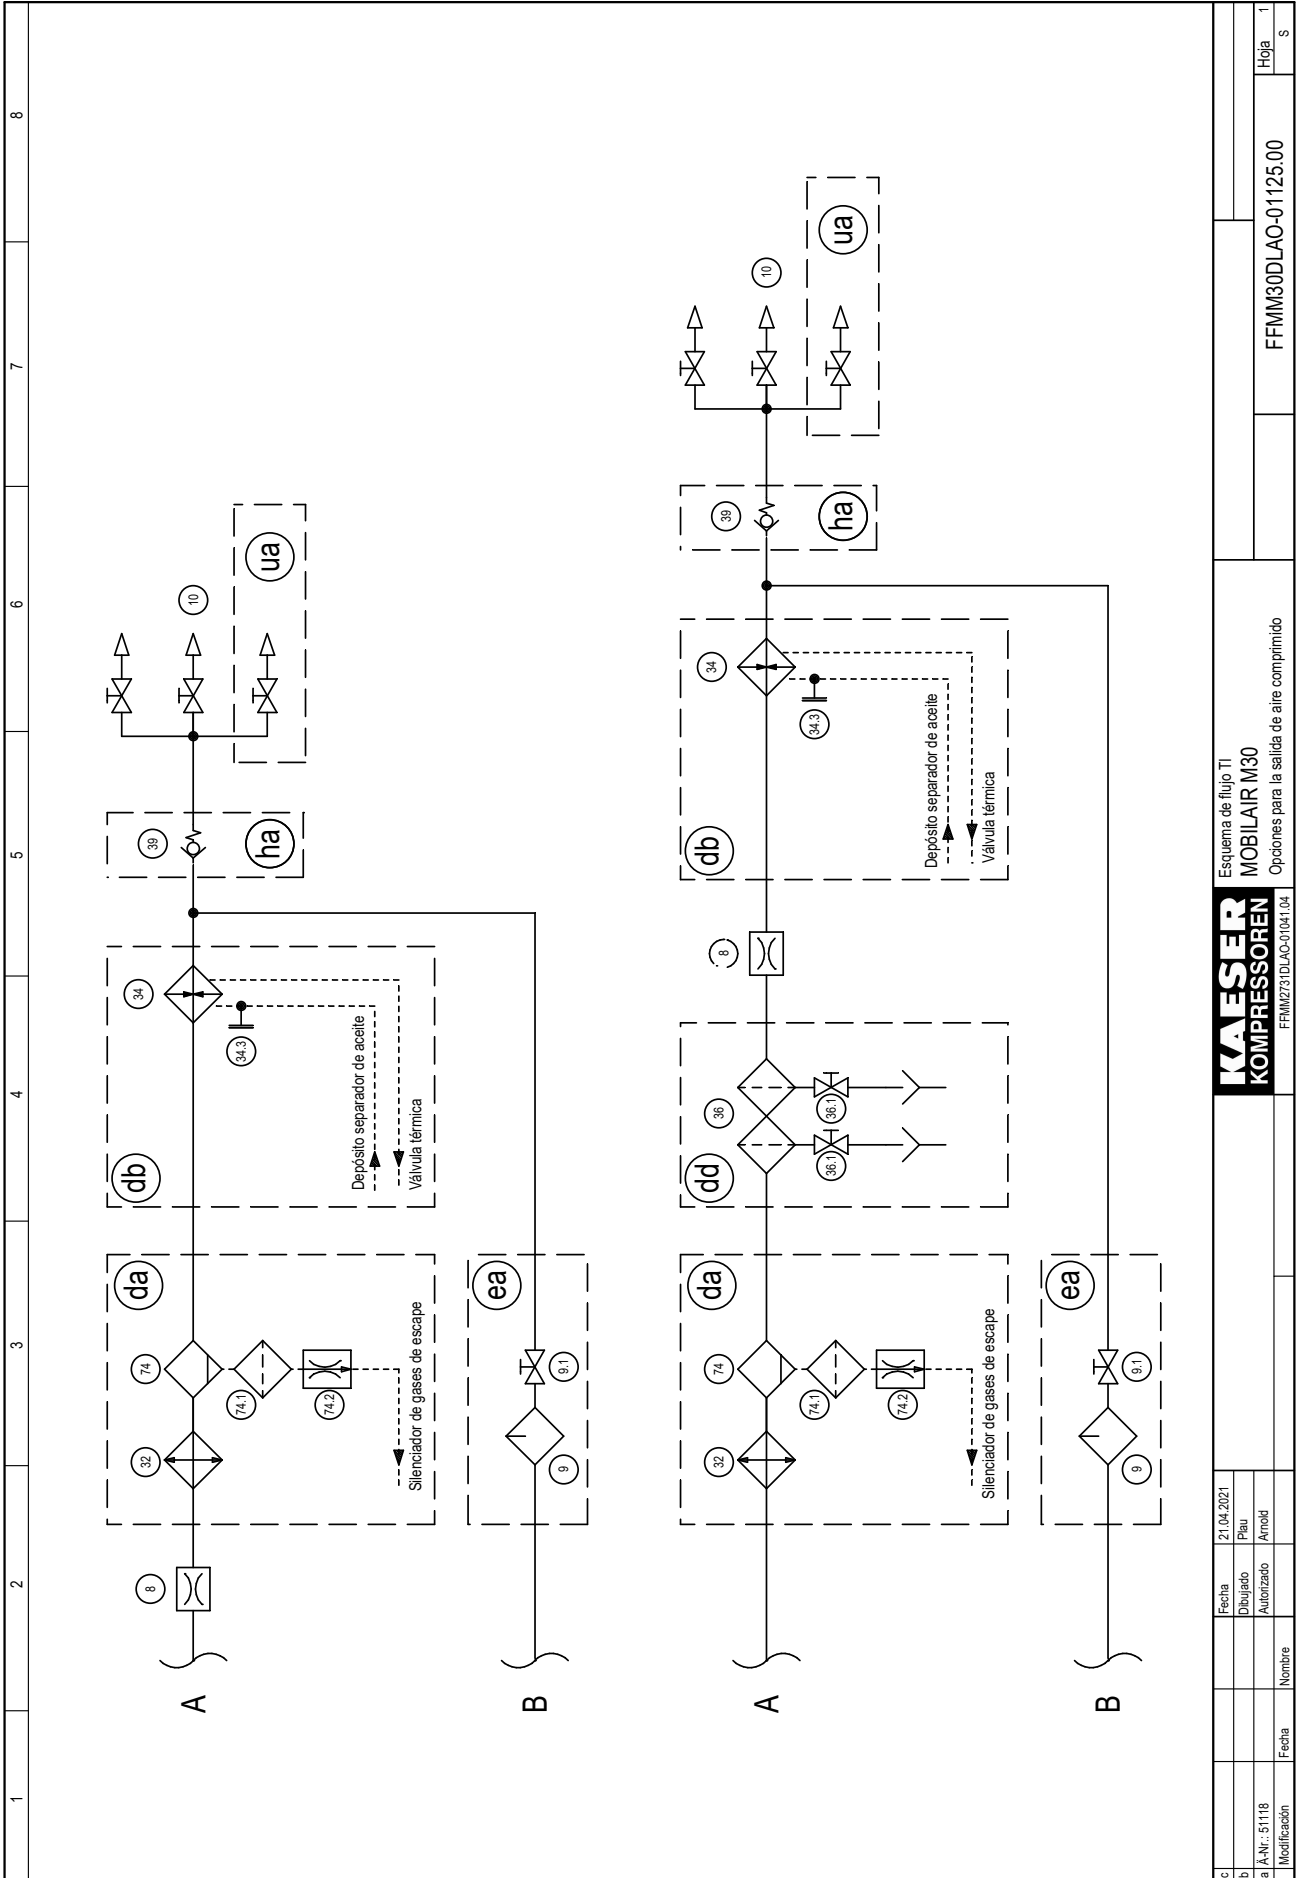 1
2
3
4
5
6
7
8
A
8
da
32
74
74.1
74.2
Silenciador de gases de escape
db
34
34.3
Depósito separador de aceite
Válvula térmica
39
ha
10
ua
B
ea
9
9.1
A
da
32
74
74.1
74.2
Silenciador de gases de escape
dd
36
36.1
36.1
8
db
34
34.3
Depósito separador de aceite
Válvula térmica
39
ha
10
ua
B
ea
9
9.1
c
b
a Ä-Nr.: 51118
Modificación
Fecha
Nombre
Fecha 21.04.2021
Dibujado Plau
Autorizado Arnold
KAESER
KOMPRESSOREN
FFMM2731DLAO-01041.04
Esquema de flujo TI
MOBILAIR M30
Opciones para la salida de aire comprimido
FFMM30DLAO-01125.00
Hoja 1
S